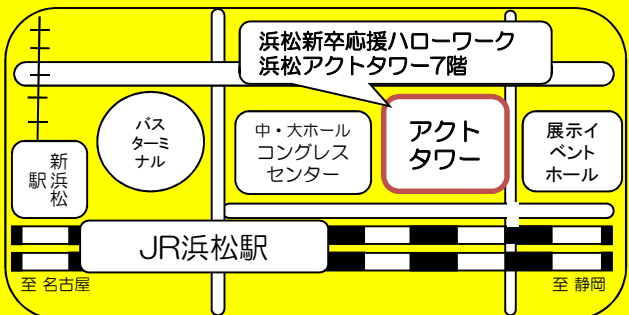 浜松新卒応援ハローワーク
浜松アクトタワー7階
バス
ターミ
ナル
中・大ホール
コングレス
センター
アクト
タワー
展示イ
ベント
ホール
新浜松
駅
JR浜松駅
至 名古屋
至 静岡